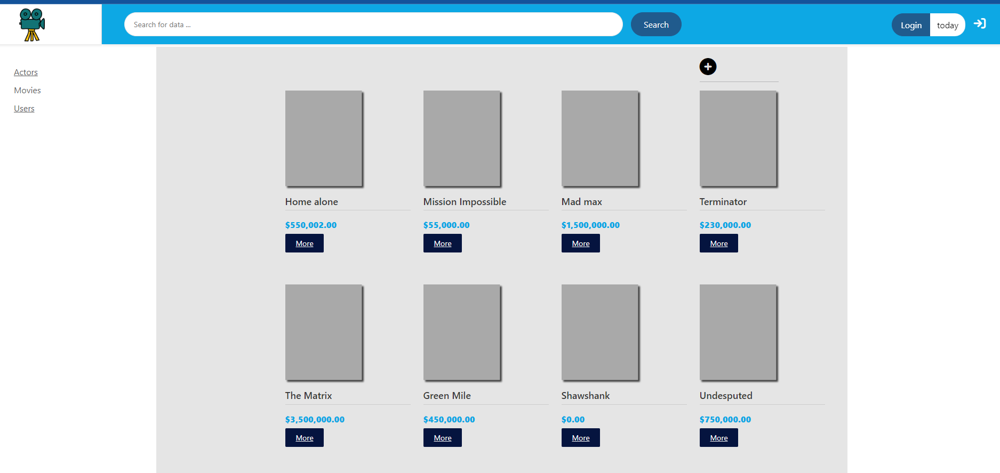 Search for data ...
Search
Login
today
Actors
Movies
Users
Home alone
Mission Impossible
Mad max
Terminator
$550,002.00
$55,000.00
$1,500,000.00
$230,000.00
More
More
More
More
The Matrix
Green Mile
Shawshank
Undesputed
$3,500,000.00
$450,000.00
$0.00
$750,000.00
More
More
More
More